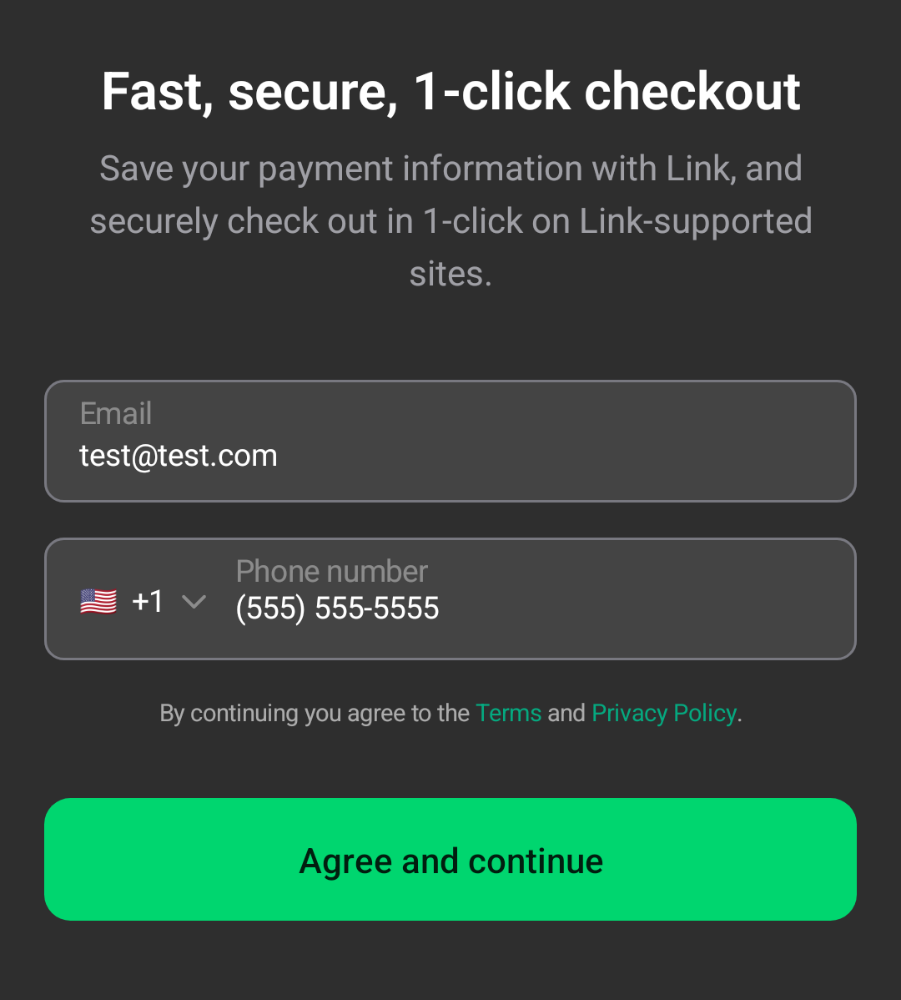 Fast, secure, 1-click checkout
Save your payment information with Link, and
securely check out in 1-click on Link-supported
sites.
Email
test@test.com
Phone number
+1 (555) 555-5555
By continuing you agree to the Terms and Privacy Policy.
Agree and continue